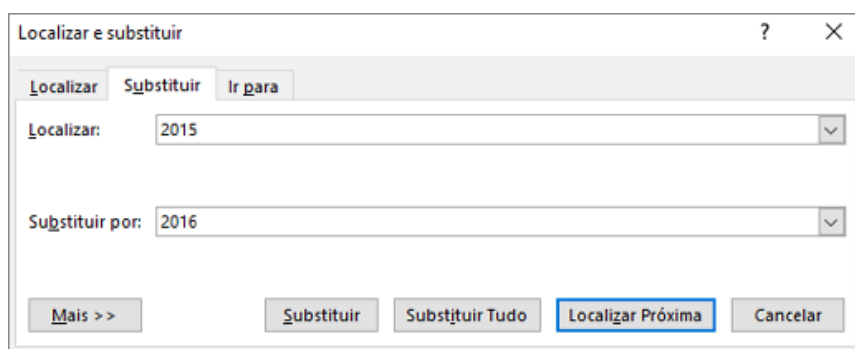 Localizar e substituir ?
Localizar Substituir Ir para
Localizar: 2015
Substituir por: 2016
Mais >> Substituir Substituir Tudo Localizar Próxima Cancelar